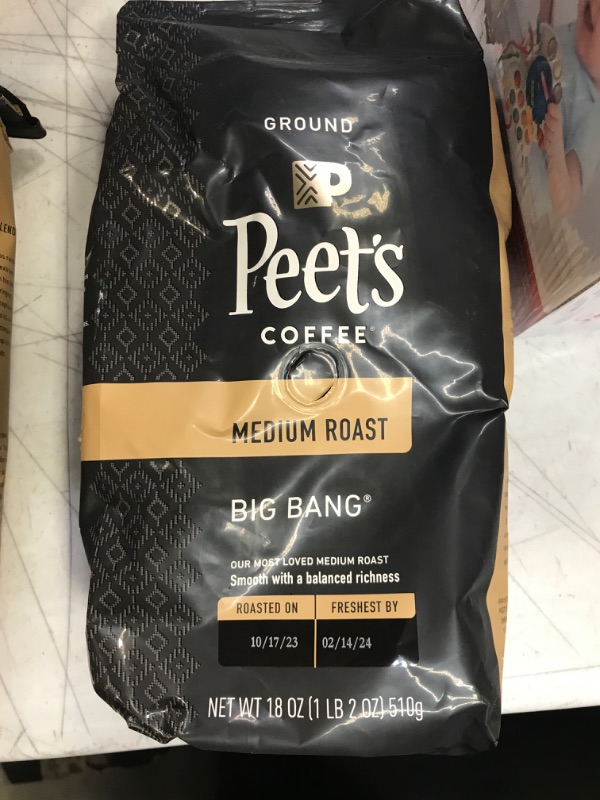 GROUND
P
Peet's
COFFEE
MEDIUM ROAST
BIG BANG®
OUR MOST LOVED MEDIUM ROAST
Smooth with a balanced richness
ROASTED ON
FRESHEST BY
10/17/23
02/14/24
NET WT 18 OZ (1 LB 2 OZ) 510g